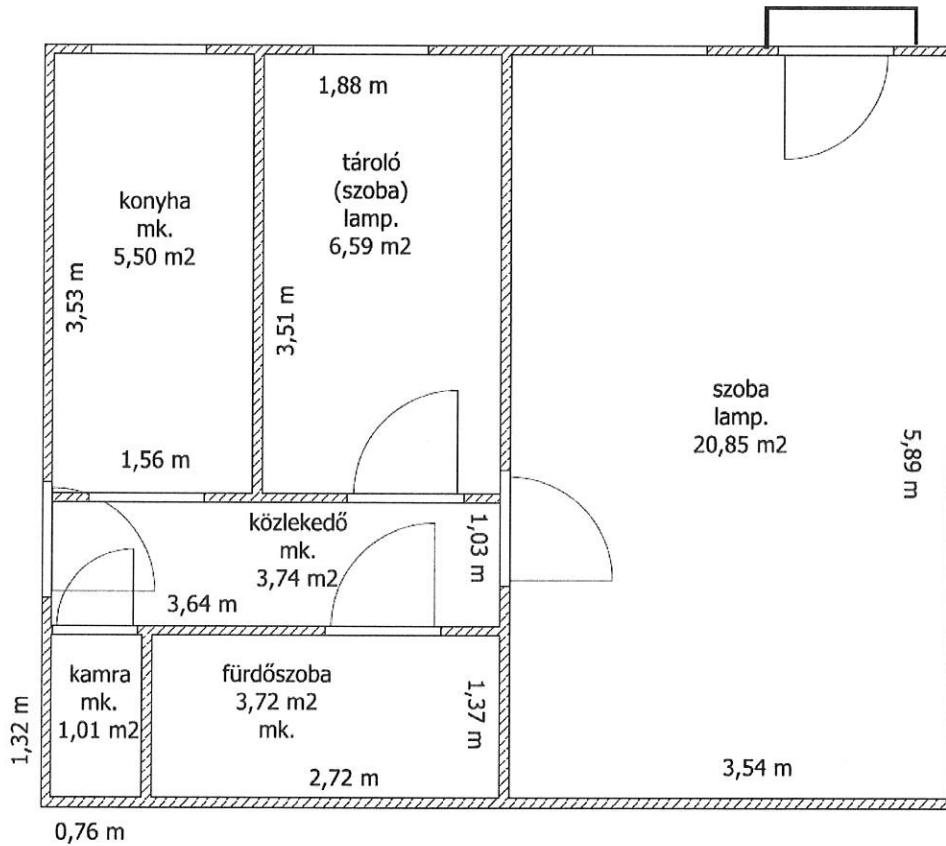 1,88 m
konyha
mk.
5,50 m2
3,53 m
1,56 m
tároló
(szoba)
lamp.
6,59 m2
3,51 m
szoba
lamp.
20,85 m2
5,89 m
3,54 m
közlekedő
mk.
3,74 m2
1,03 m
3,64 m
kamra
mk.
1,01 m2
1,32 m
0,76 m
fürdőszoba
3,72 m2
mk.
1,37 m
2,72 m